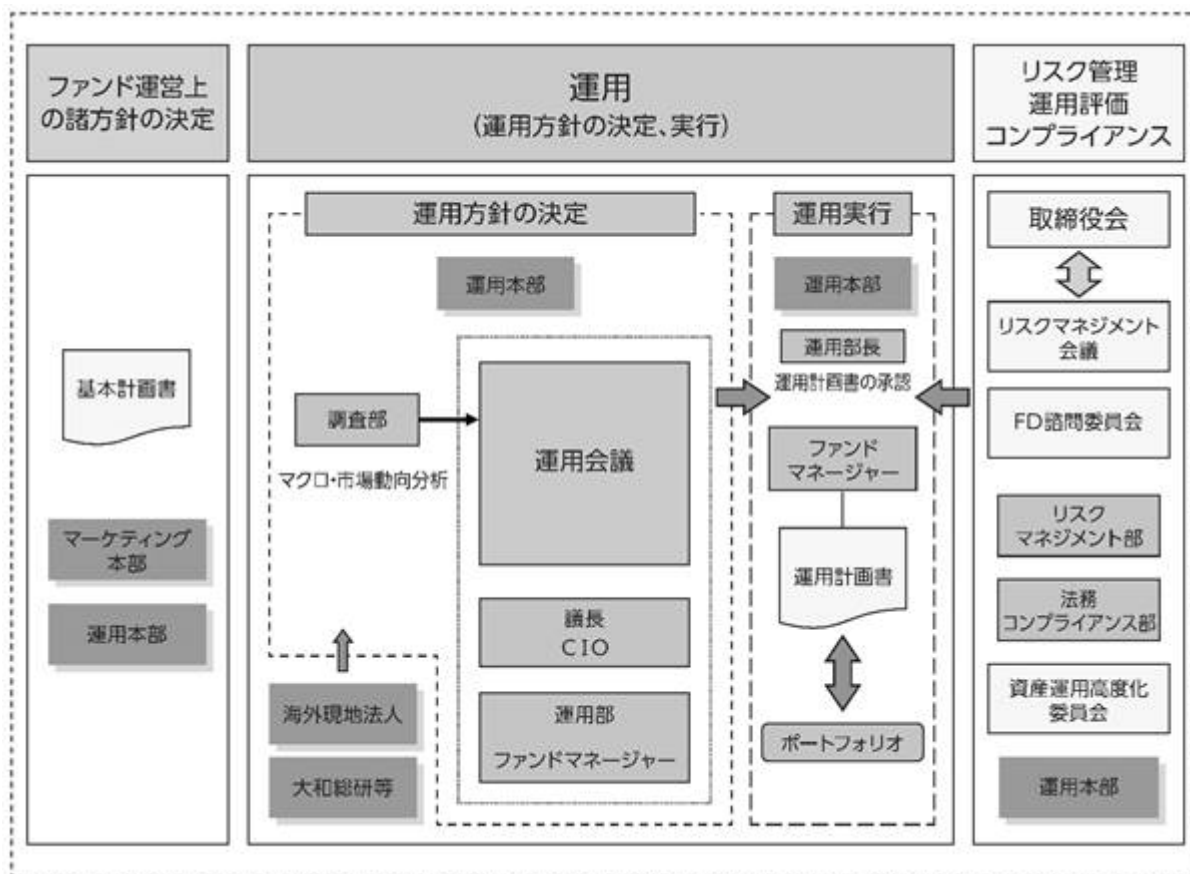 ファンド運営上
の諸方針の決定
運用
(運用方針の決定、実行)
リスク管理
運用評価
コンプライアンス
基本計画書
マーケティング
本部
運用本部
運用方針の決定
運用本部
調査部
マクロ・市場動向分析
運用会議
議長
CIO
運用部
ファンドマネージャー
海外現地法人
大和総研等
運用実行
運用本部
運用部長
運用計画書の承認
ファンド
マネージャー
運用計画書
ポートフォリオ
取締役会
リスクマネジメント
会議
FD諮問委員会
リスク
マネジメント部
法務
コンプライアンス部
資産運用高度化
委員会
運用本部